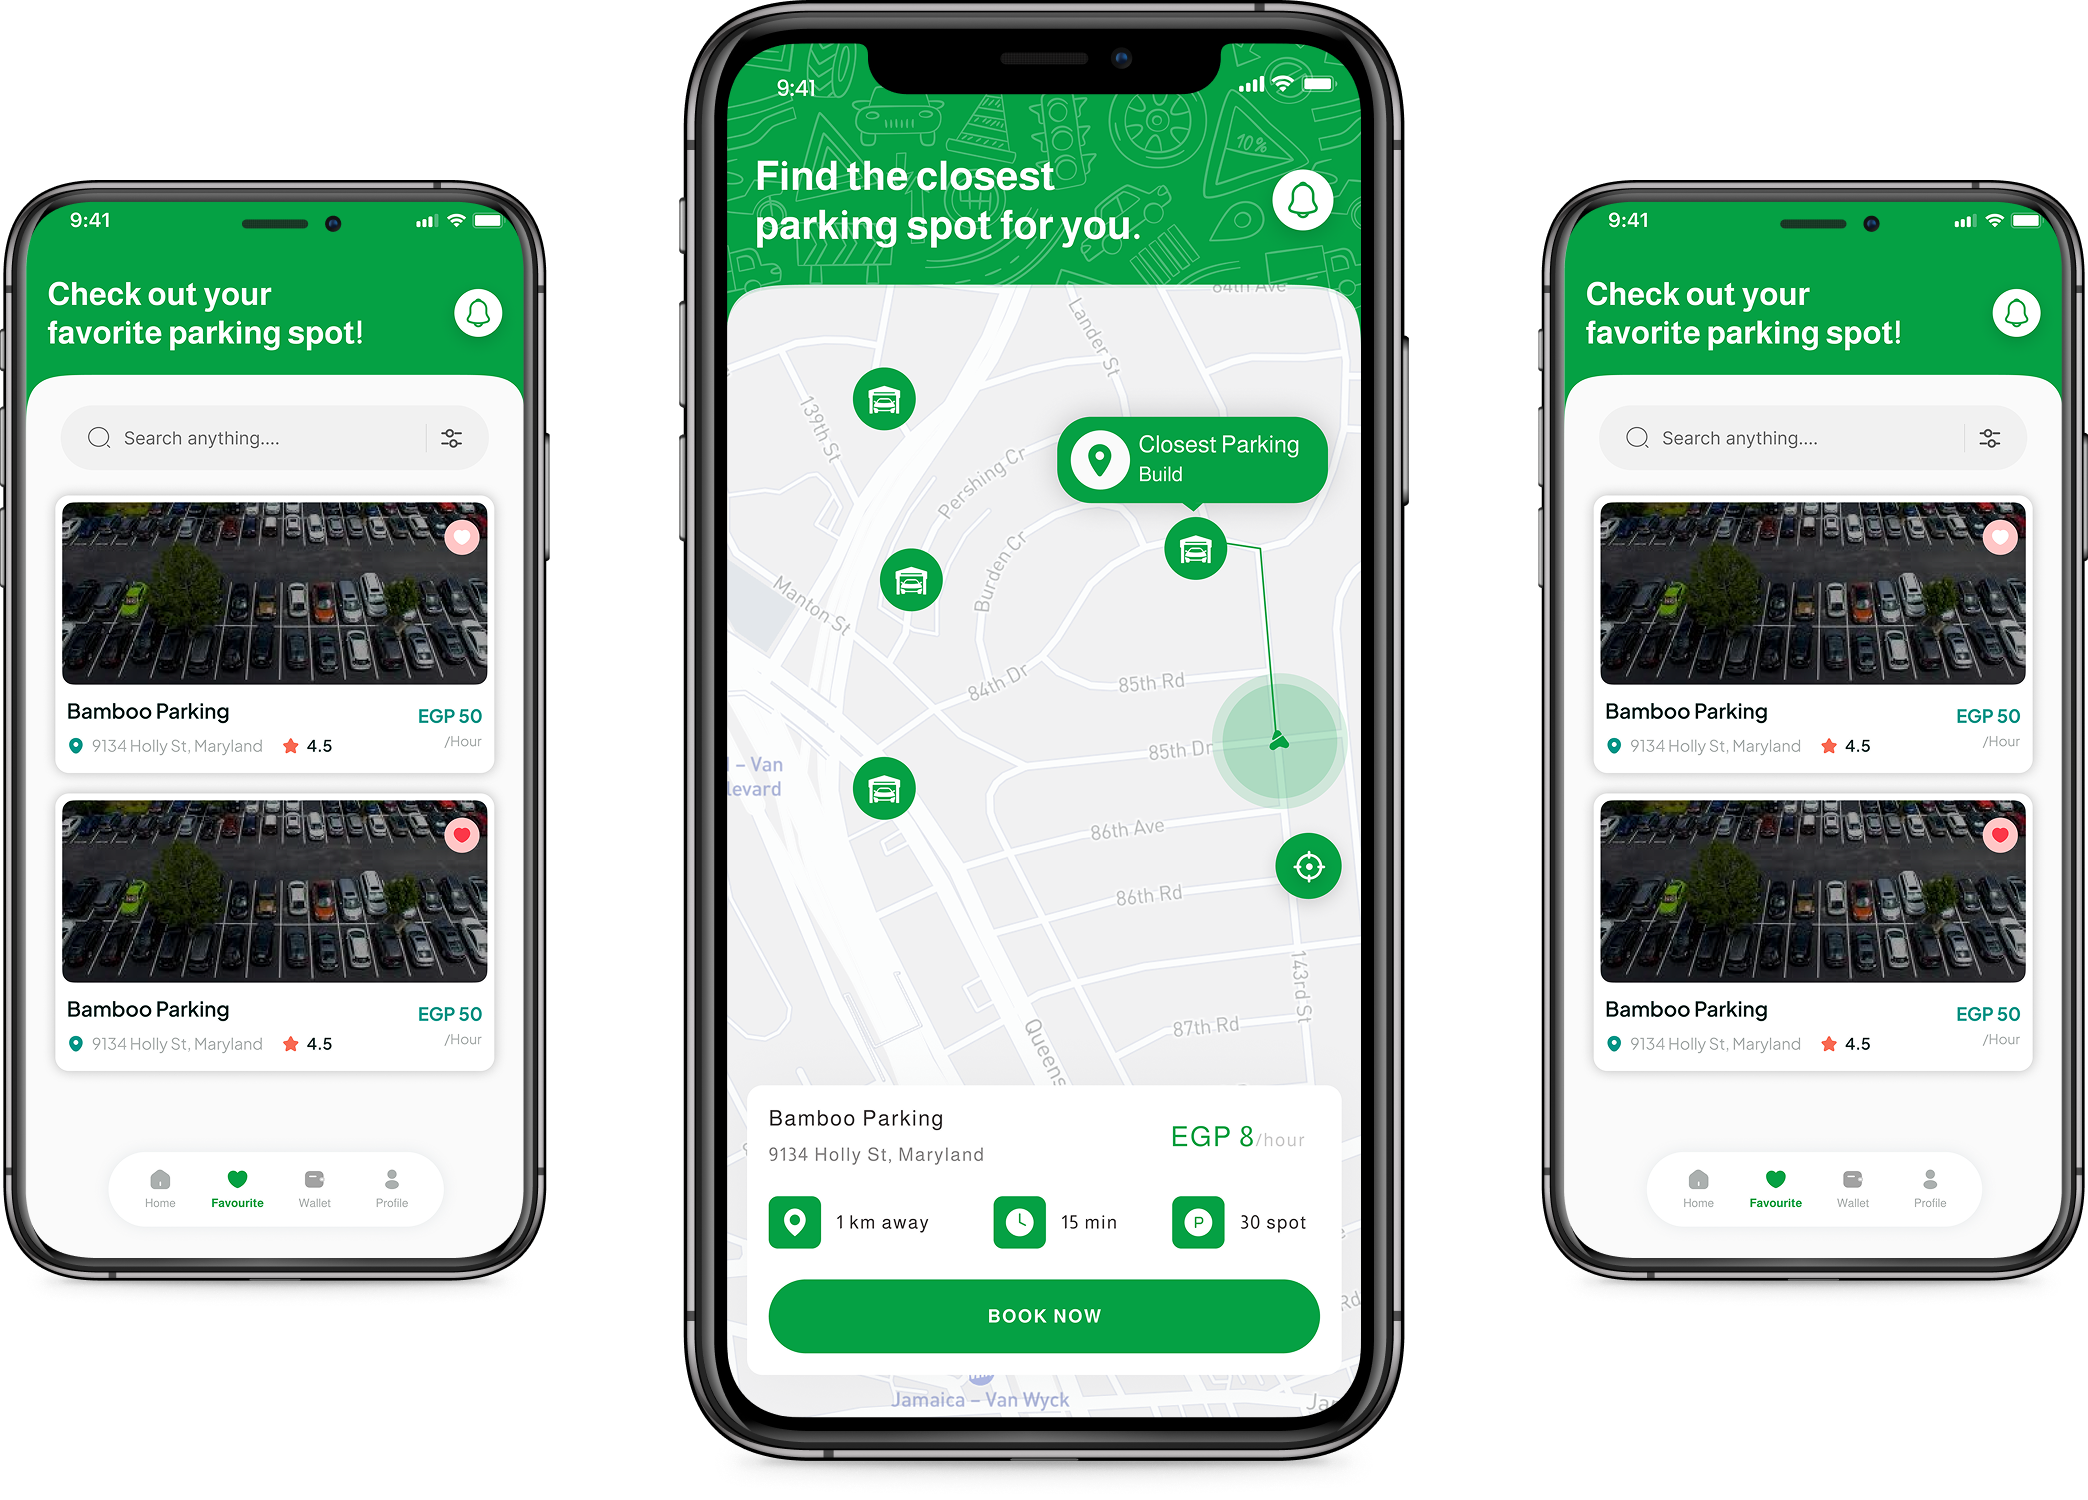 9:41
Check out your
favorite parking spot!
Search anything....
Bamboo Parking
EGP 50
9134 Holly St, Maryland
4.5
/Hour
Bamboo Parking
EGP 50
9134 Holly St, Maryland
4.5
/Hour
Home
Favourite
Wallet
Profile
9:41
10%
Find the closest
parking spot for you.
84th Ave
Lander St
139th St
Pershing Cr
Closest Parking
Build
Burden Cr
Manton St
84th Dr
85th Rd
85th Dr
– Van
levard
86th Ave
86th Rd
143rd St
87th Rd
Queens
Bamboo Parking
9134 Holly St, Maryland
EGP 8/hour
1 km away
15 min
30 spot
Rd
BOOK NOW
Jamaica – Van Wyck
Ja
9:41
Check out your
favorite parking spot!
Search anything....
Bamboo Parking
EGP 50
9134 Holly St, Maryland
4.5
/Hour
Bamboo Parking
EGP 50
9134 Holly St, Maryland
4.5
/Hour
Home
Favourite
Wallet
Profile